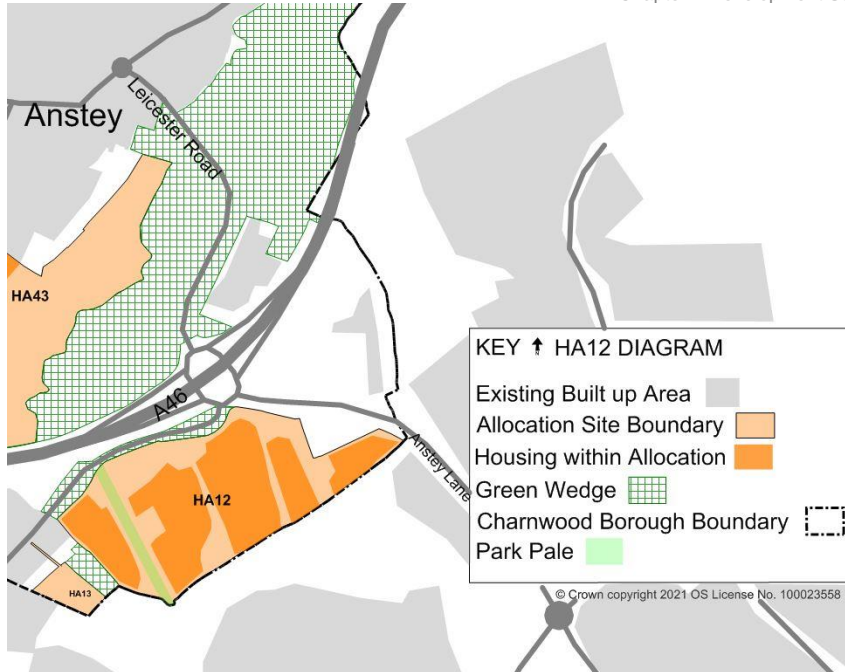 Anstey
Leicester Road
HA43
A46
KEY HA12 DIAGRAM
Existing Built up Area
Allocation Site Boundary
Housing within Allocation
Green Wedge
Charnwood Borough Boundary
Park Pale
Anstey Lane
HA12
HA13
© Crown copyright 2021 OS License No. 100023558